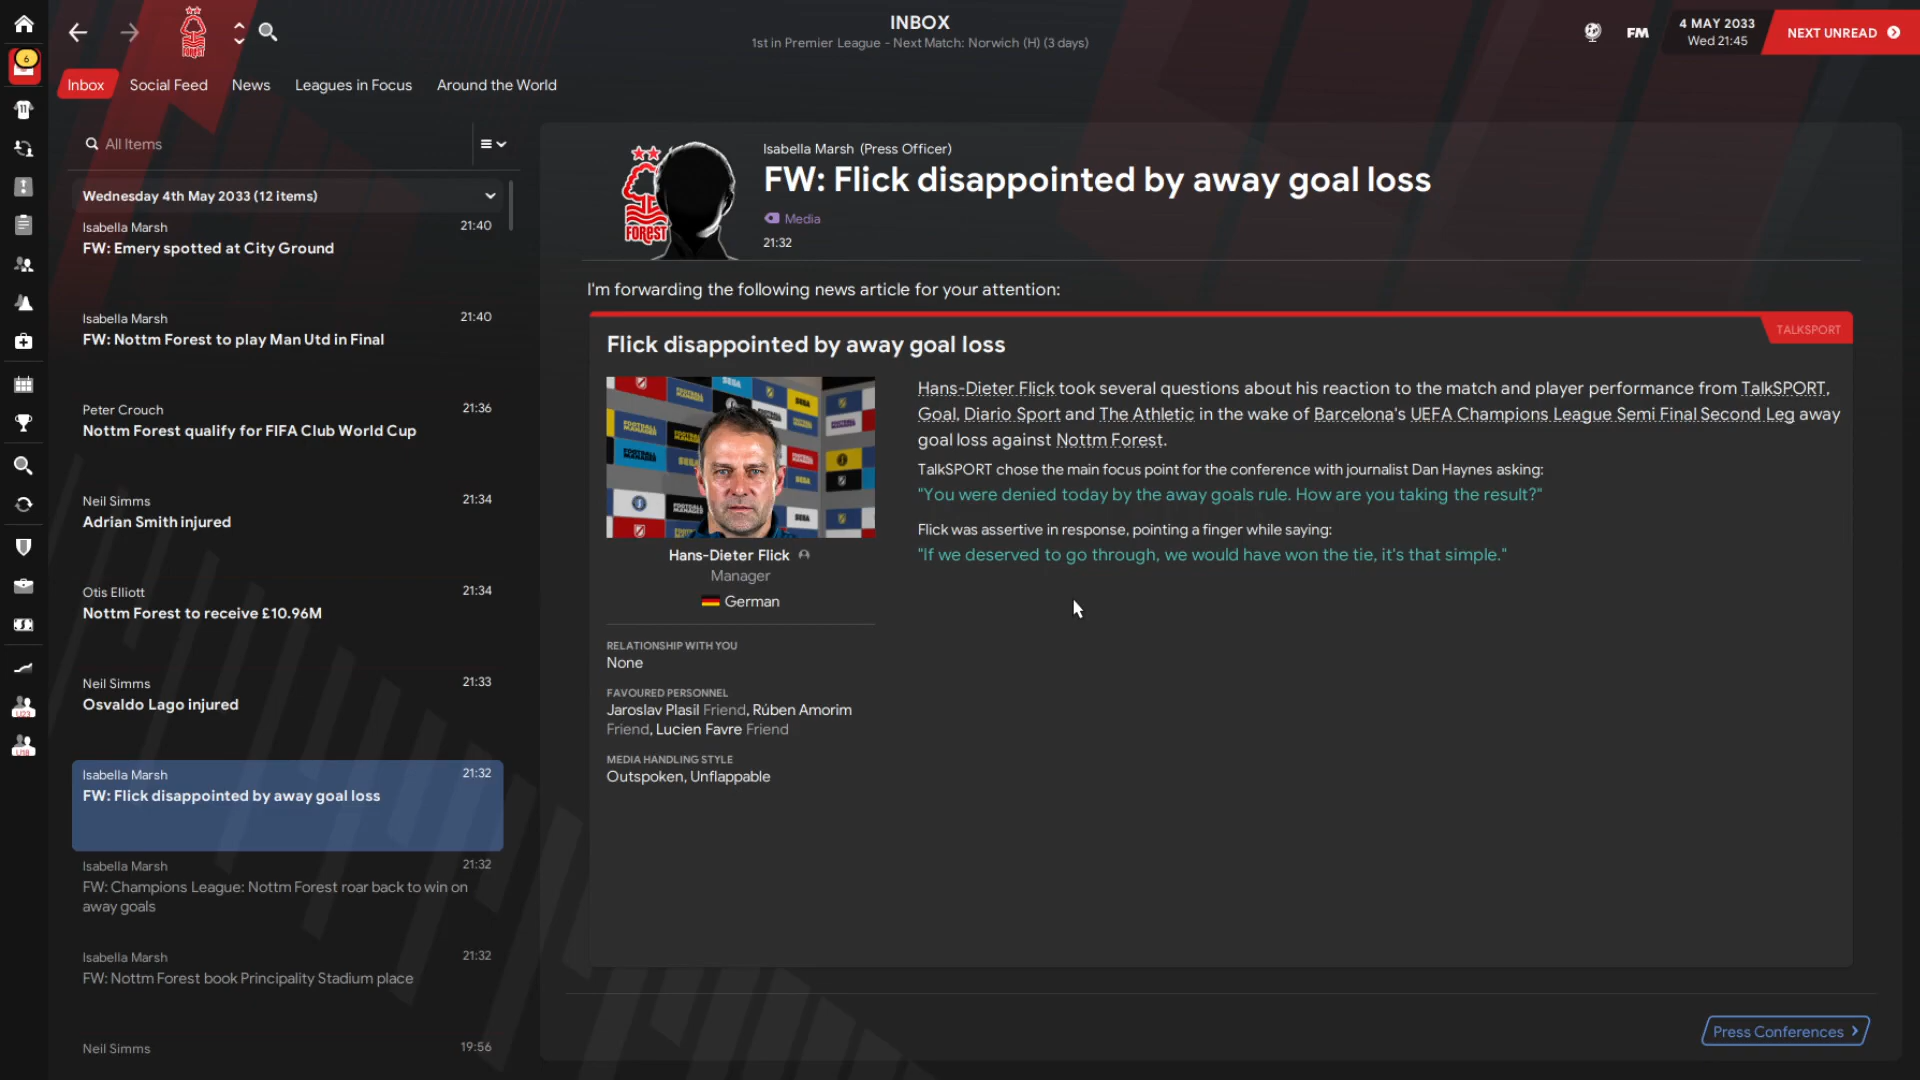 INBOX
1st in Premier League - Next Match: Norwich (H) (3 days)
FM
4 MAY 2033
Wed 21:45
NEXT UNREAD
6
FOREST
Inbox
Social Feed
News
Leagues in Focus
Around the World
All Items
Wednesday 4th May 2033 (12 items)
Isabella Marsh
21:40
FW: Emery spotted at City Ground
Isabella Marsh
21:40
FW: Nottm Forest to play Man Utd in Final
Peter Crouch
21:36
Nottm Forest qualify for FIFA Club World Cup
Neil Simms
21:34
Adrian Smith injured
Otis Elliott
21:34
Nottm Forest to receive £10.96M
Neil Simms
21:33
Osvaldo Lago injured
Isabella Marsh
21:32
FW: Flick disappointed by away goal loss
Isabella Marsh
21:32
FW: Champions League: Nottm Forest roar back to win on
away goals
Isabella Marsh
21:32
FW: Nottm Forest book Principality Stadium place
Neil Simms
19:56
U23
U18
FOREST
Isabella Marsh (Press Officer)
FW: Flick disappointed by away goal loss
Media
21:32
I'm forwarding the following news article for your attention:
TALKSPORT
Flick disappointed by away goal loss
Hans-Dieter Flick took several questions about his reaction to the match and player performance from TalkSPORT,
Goal, Diario Sport and The Athletic in the wake of Barcelona's UEFA Champions League Semi Final Second Leg away
goal loss against Nottm Forest.
TalkSPORT chose the main focus point for the conference with journalist Dan Haynes asking:
"You were denied today by the away goals rule. How are you taking the result?"
Flick was assertive in response, pointing a finger while saying:
"If we deserved to go through, we would have won the tie, it's that simple."
Hans-Dieter Flick
Manager
German
RELATIONSHIP WITH YOU
None
FAVOURED PERSONNEL
Jaroslav Plasil Friend, Rúben Amorim
Friend, Lucien Favre Friend
MEDIA HANDLING STYLE
Outspoken, Unflappable
Press Conferences